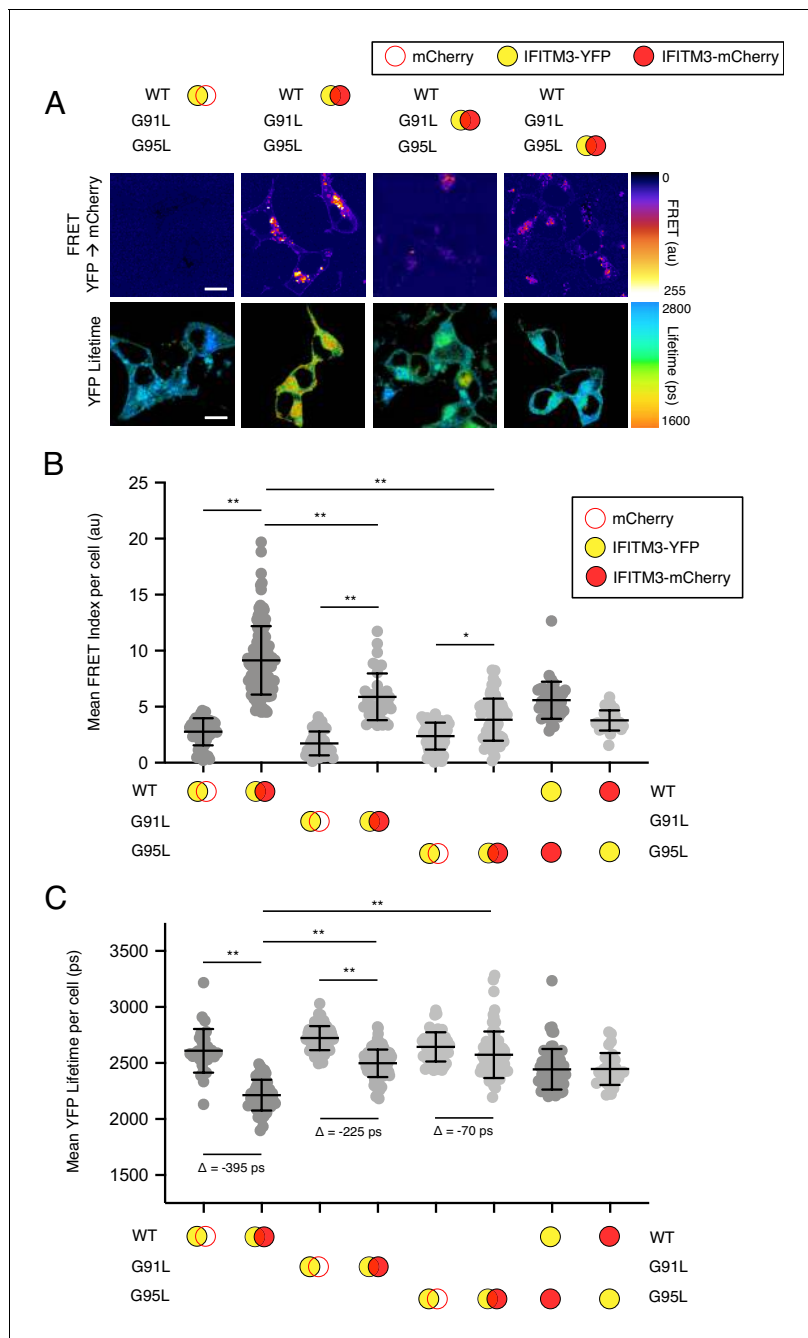 mCherry IFITM3-YFP IFITM3-mCherry
A
WT WT WT WT
G91L G91L G91L G91L
G95L G95L G95L G95L
FRET
YFP → mCherry
0
FRET (au)
255
YFP Lifetime
2800
Lifetime (ps)
1600
B
Mean FRET Index per cell (au)
25
20
15
10
5
0
**
**
**
**
*
mCherry
IFITM3-YFP
IFITM3-mCherry
WT WT
G91L G91L
G95L G95L
C
Mean YFP Lifetime per cell (ps)
3500
3000
2500
2000
1500
**
**
**
**
Δ = -395 ps
Δ = -225 ps
Δ = -70 ps
WT WT
G91L G91L
G95L G95L